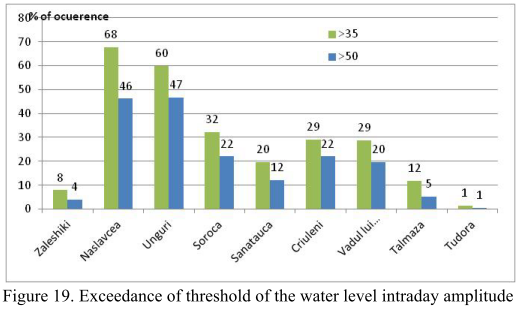 % of ocuerence
80
70
60
50
40
30
20
10
0
>35
>50
68
46
60
47
32
22
20
12
29
22
29
20
12
5
8
4
1
1
Zaleshiki
Naslavcea
Unguri
Soroca
Sanatauca
Criuleni
Vadul lui...
Talmaza
Tudora
Figure 19. Exceedance of threshold of the water level intraday amplitude